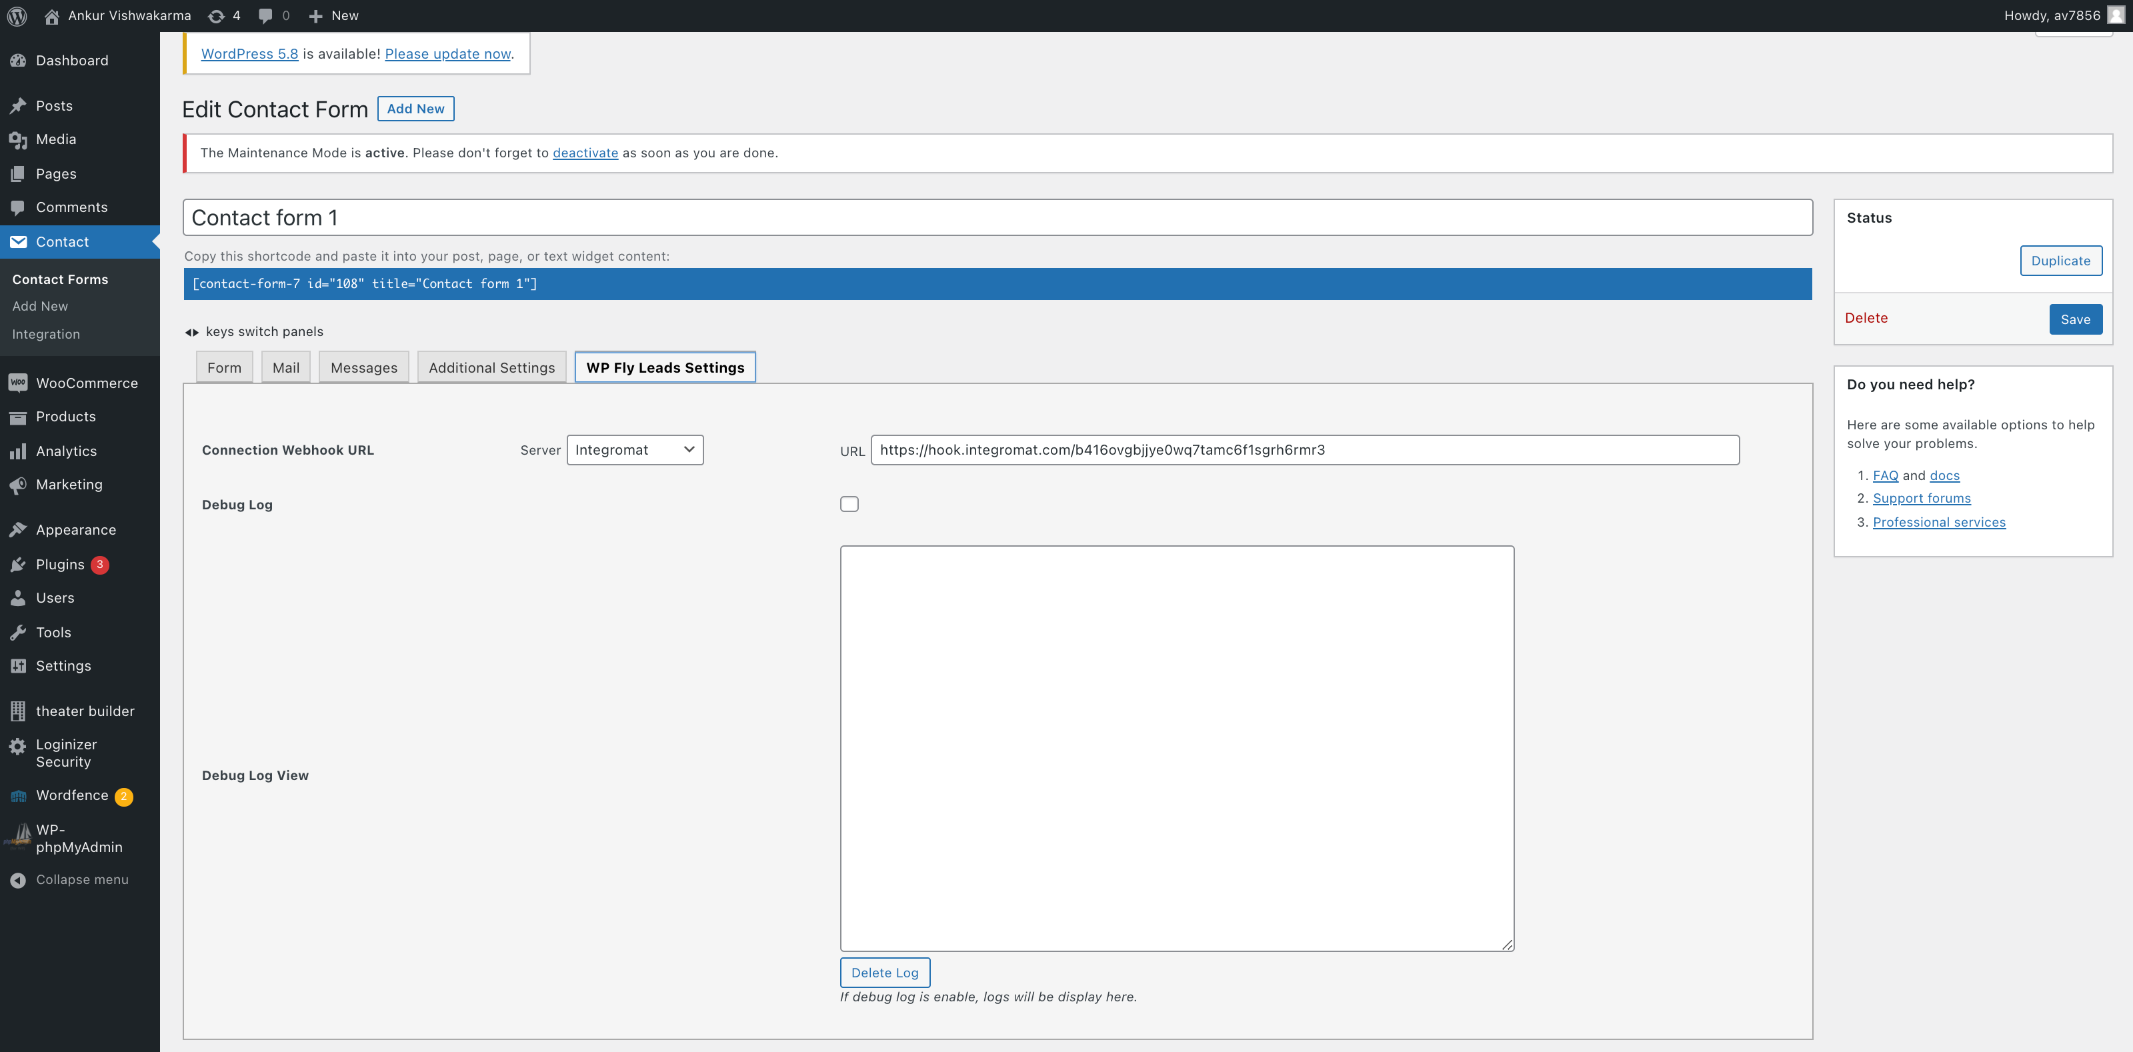 Ankur Vishwakarma 4 0 New Howdy, av7856
Dashboard
Posts
Media
Pages
Comments
Contact
Contact Forms
Add New
Integration
WooCommerce
Products
Analytics
Marketing
Appearance
Plugins 3
Users
Tools
Settings
theater builder
Loginizer
Security
Wordfence 2
WP-
phpMyAdmin
Collapse menu
WordPress 5.8 is available! Please update now.
Edit Contact Form Add New
The Maintenance Mode is active. Please don't forget to deactivate as soon as you are done.
Contact form 1
Copy this shortcode and paste it into your post, page, or text widget content:
[contact-form-7 id="108" title="Contact form 1"]
keys switch panels
Form Mail Messages Additional Settings WP Fly Leads Settings
Connection Webhook URL Server Integromat URL https://hook.integromat.com/b416ovgbjjye0wq7tamc6f1sgrh6rmr3
Debug Log
Debug Log View
Delete Log
If debug log is enable, logs will be display here.
Status
Duplicate
Delete Save
Do you need help?
Here are some available options to help
solve your problems.
1. FAQ and docs
2. Support forums
3. Professional services